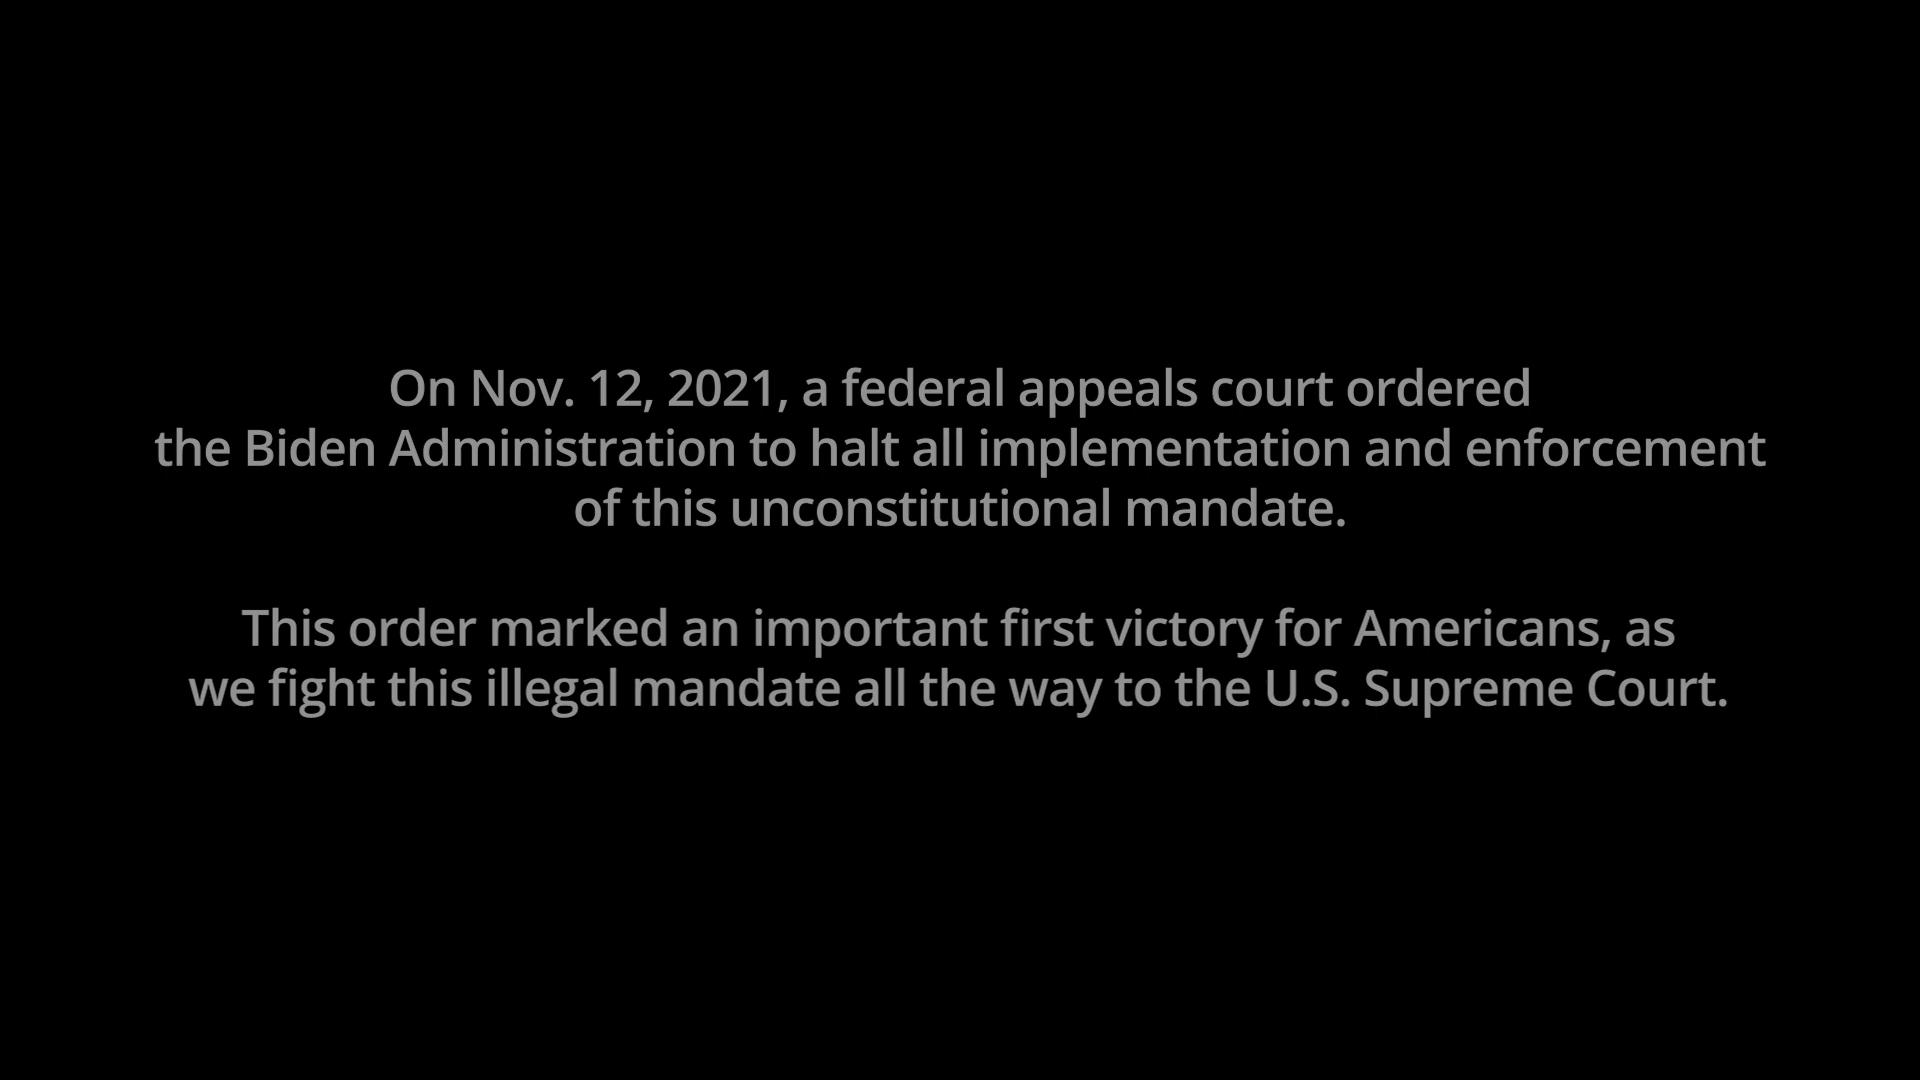 On Nov. 12, 2021, a federal appeals court ordered
the Biden Administration to halt all implementation and enforcement
of this unconstitutional mandate.
This order marked an important first victory for Americans, as
we fight this illegal mandate all the way to the U.S. Supreme Court.